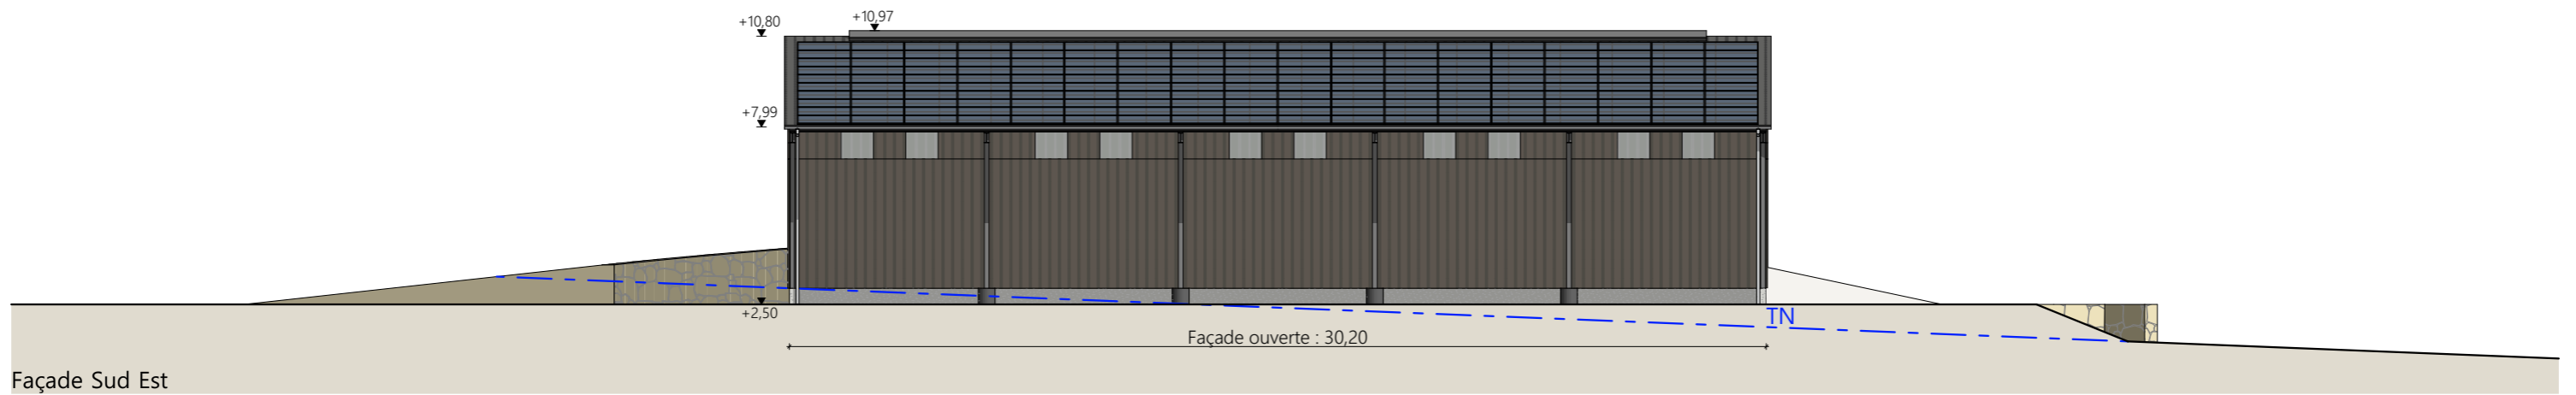 +10,97
+10,80
+7,99
+2,50
TN
Façade ouverte : 30,20
Façade Sud Est